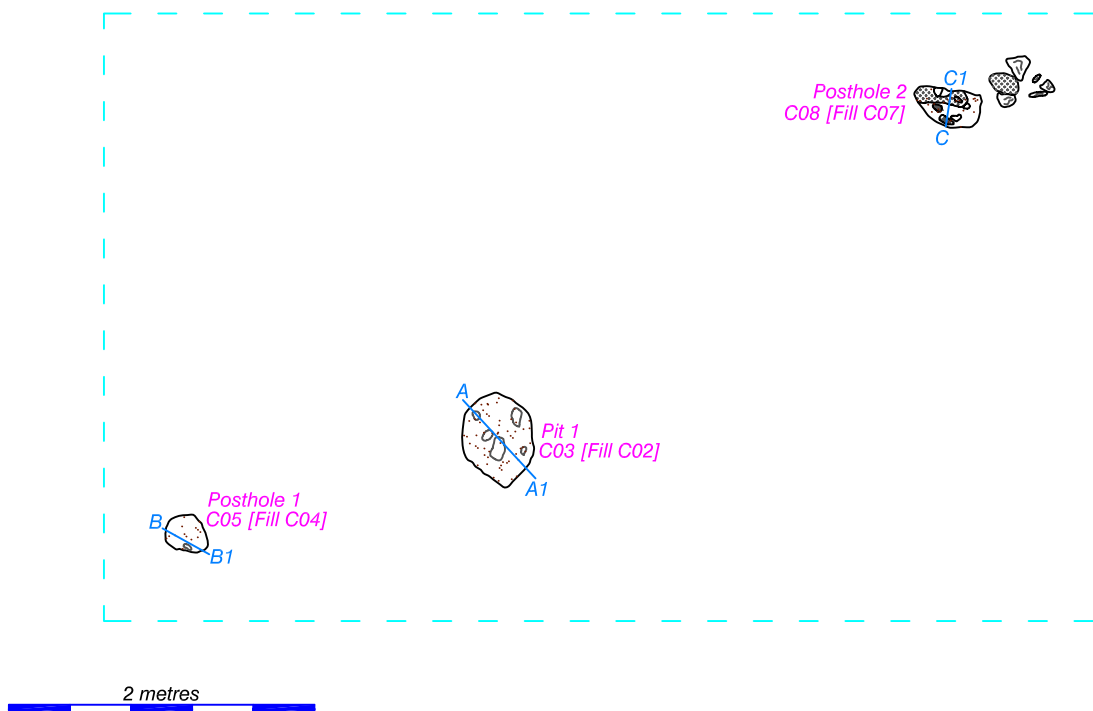 C1
Posthole 2
C08 [Fill C07]
C
A
Pit 1
C03 [Fill C02]
A1
Posthole 1
B
C05 [Fill C04]
B1
2 metres